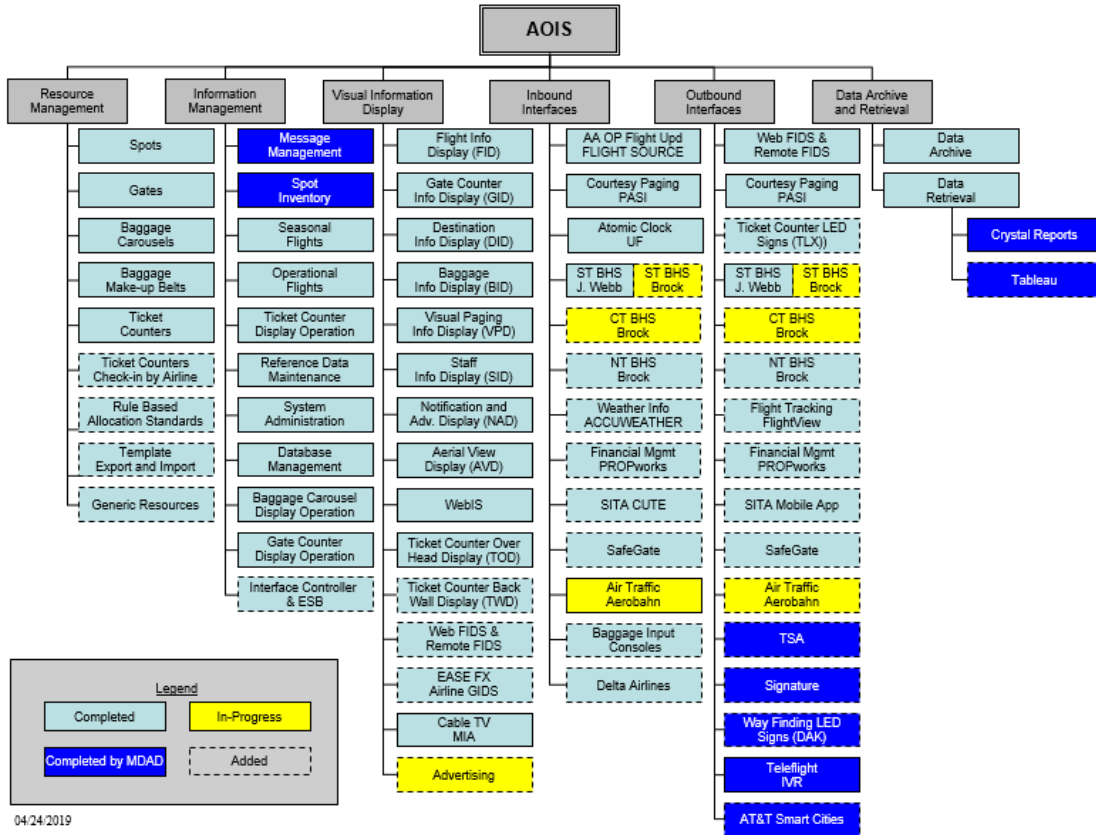 AOIS
Resource
Management
Information
Management
Visual Information
Display
Inbound
Interfaces
Outbound
Interfaces
Data Archive
and Retrieval
Spots
Gates
Baggage
Carousels
Baggage
Make-up Belts
Ticket
Counters
Ticket Counters
Check-in by Airline
Rule Based
Allocation Standards
Template
Export and Import
Generic Resources
Message
Management
Spot
Inventory
Seasonal
Flights
Operational
Flights
Ticket Counter
Display Operation
Reference Data
Maintenance
System
Administration
Database
Management
Baggage Carousel
Display Operation
Gate Counter
Display Operation
Interface Controller
& ESB
Flight Info
Display (FID)
Gate Counter
Info Display (GID)
Destination
Info Display (DID)
Baggage
Info Display (BID)
Visual Paging
Info Display (VPD)
Staff
Info Display (SID)
Notification and
Adv. Display (NAD)
Aerial View
Display (AVD)
WebIS
Ticket Counter Over
Head Display (TOD)
Ticket Counter Back
Wall Display (TWD)
Web FIDS &
Remote FIDS
EASE FX
Airline GIDS
Cable TV
MIA
Advertising
AA OP Flight Upd
FLIGHT SOURCE
Courtesy Paging
PASI
Atomic Clock
UF
ST BHS
J. Webb
ST BHS
Brock
CT BHS
Brock
NT BHS
Brock
Weather Info
ACCUWEATHER
Financial Mgmt
PROPworks
SITA CUTE
SafeGate
Air Traffic
Aerobahn
Baggage Input
Consoles
Delta Airlines
Web FIDS &
Remote FIDS
Courtesy Paging
PASI
Ticket Counter LED
Signs (TLX))
ST BHS
J. Webb
ST BHS
Brock
CT BHS
Brock
NT BHS
Brock
Flight Tracking
FlightView
Financial Mgmt
PROPworks
SITA Mobile App
SafeGate
Air Traffic
Aerobahn
TSA
Signature
Way Finding LED
Signs (DAK)
Teleflight
IVR
AT&T Smart Cities
Data
Archive
Data
Retrieval
Crystal Reports
Tableau
Legend
Completed
In-Progress
Completed by MDAD
Added
04/24/2019